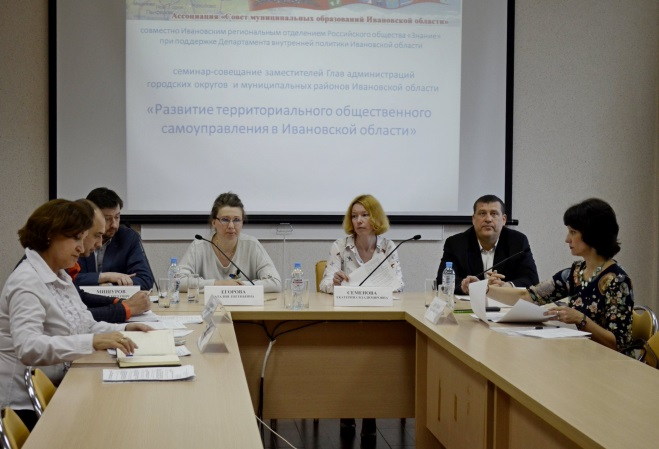 Ассоциация «Совет муниципальных образований Ивановской области»
совместно Ивановским региональным отделением Российского общества «Знание»
при поддержке Департамента внутренней политики Ивановской области
семинар-совещание заместителей Глав администраций
городских округов и муниципальных районов Ивановской области
«Развитие территориального общественного
самоуправления в Ивановской области»
ЕГОРОВА
СЕМЕНОВА
ЕКАТЕРИНА ВЛАДИМИРОВНА